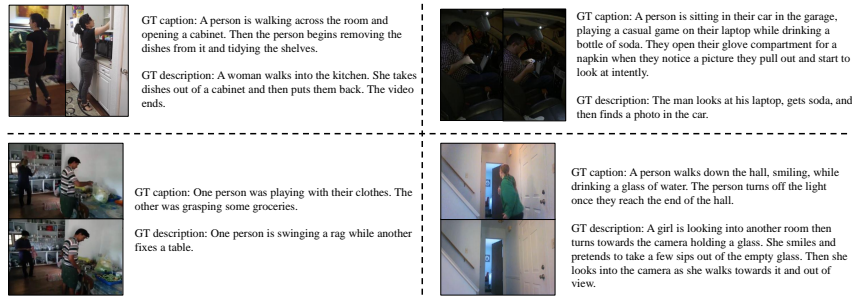 GT caption: A person is walking across the room and
opening a cabinet. Then the person begins removing the
dishes from it and tidying the shelves.
GT description: A woman walks into the kitchen. She takes
dishes out of a cabinet and then puts them back. The video
ends.
GT caption: A person is sitting in their car in the garage,
playing a casual game on their laptop while drinking a
bottle of soda. They open their glove compartment for a
napkin when they notice a picture they pull out and start to
look at intently.
GT description: The man looks at his laptop, gets soda, and
then finds a photo in the car.
GT caption: One person was playing with their clothes. The
other was grasping some groceries.
GT description: One person is swinging a rag while another
fixes a table.
GT caption: A person walks down the hall, smiling, while
drinking a glass of water. The person turns off the light
once they reach the end of the hall.
GT description: A girl is looking into another room then
turns towards the camera holding a glass. She smiles and
pretends to take a few sips out of the empty glass. Then she
looks into the camera as she walks towards it and out of
view.